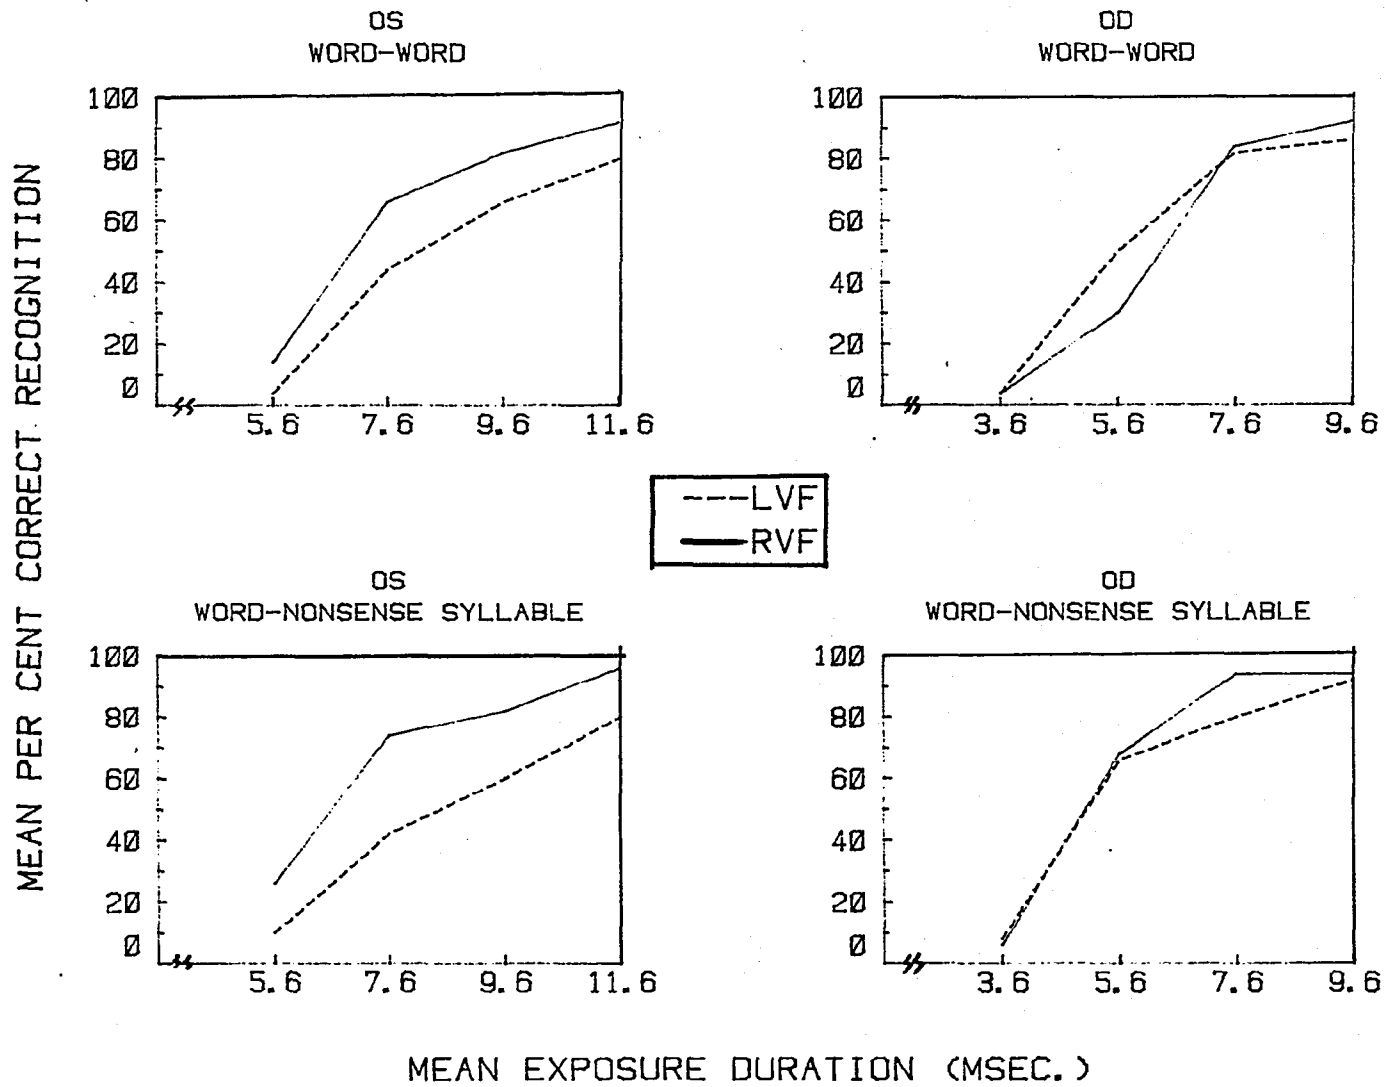 OS
WORD-WORD
100
80
60
40
20
0
5.6 7.6 9.6 11.6
OD
WORD-WORD
100
80
60
40
20
0
3.6 5.6 7.6 9.6
MEAN PER CENT CORRECT RECOGNITION
LVF
RVF
OS
WORD-NONSENSE SYLLABLE
100
80
60
40
20
0
5.6 7.6 9.6 11.6
OD
WORD-NONSENSE SYLLABLE
100
80
60
40
20
0
3.6 5.6 7.6 9.6
MEAN EXPOSURE DURATION (MSEC.)